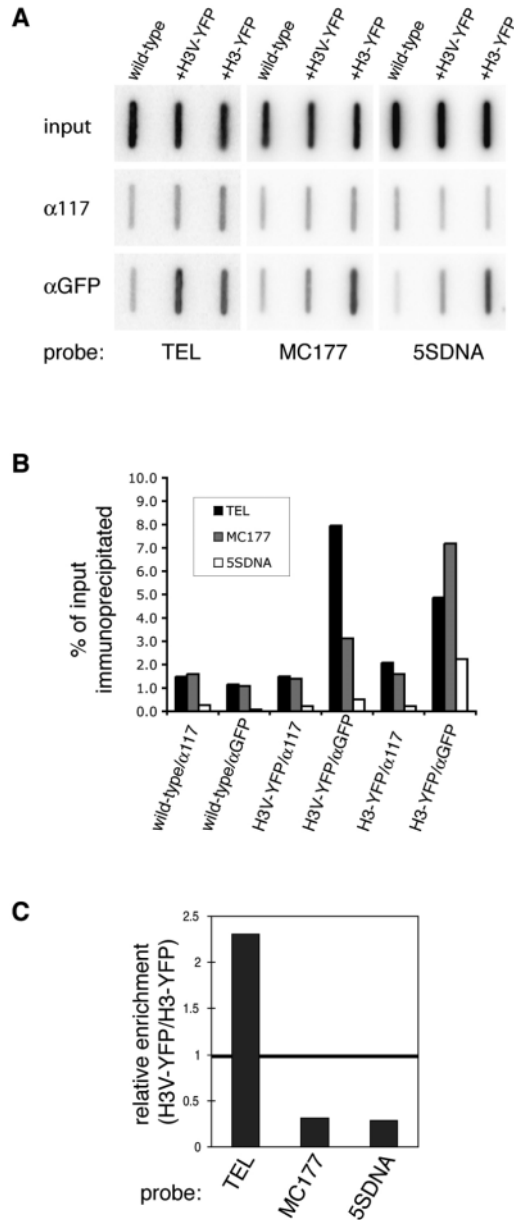 A
wild-type +H3V-YFP +H3-YFP wild-type +H3V-YFP +H3-YFP wild-type +H3V-YFP +H3-YFP
input
α117
αGFP
probe: TEL MC177 5SDNA
B
% of input
immunoprecipitated
10.0
9.0
8.0
7.0
6.0
5.0
4.0
3.0
2.0
1.0
0.0
TEL
MC177
5SDNA
wild-type/α117 wild-type/αGFP H3V-YFP/α117 H3V-YFP/αGFP H3-YFP/α117 H3-YFP/αGFP
C
relative enrichment
(H3V-YFP/H3-YFP)
2.5
2
1.5
1
0.5
0
probe: TEL MC177 5SDNA